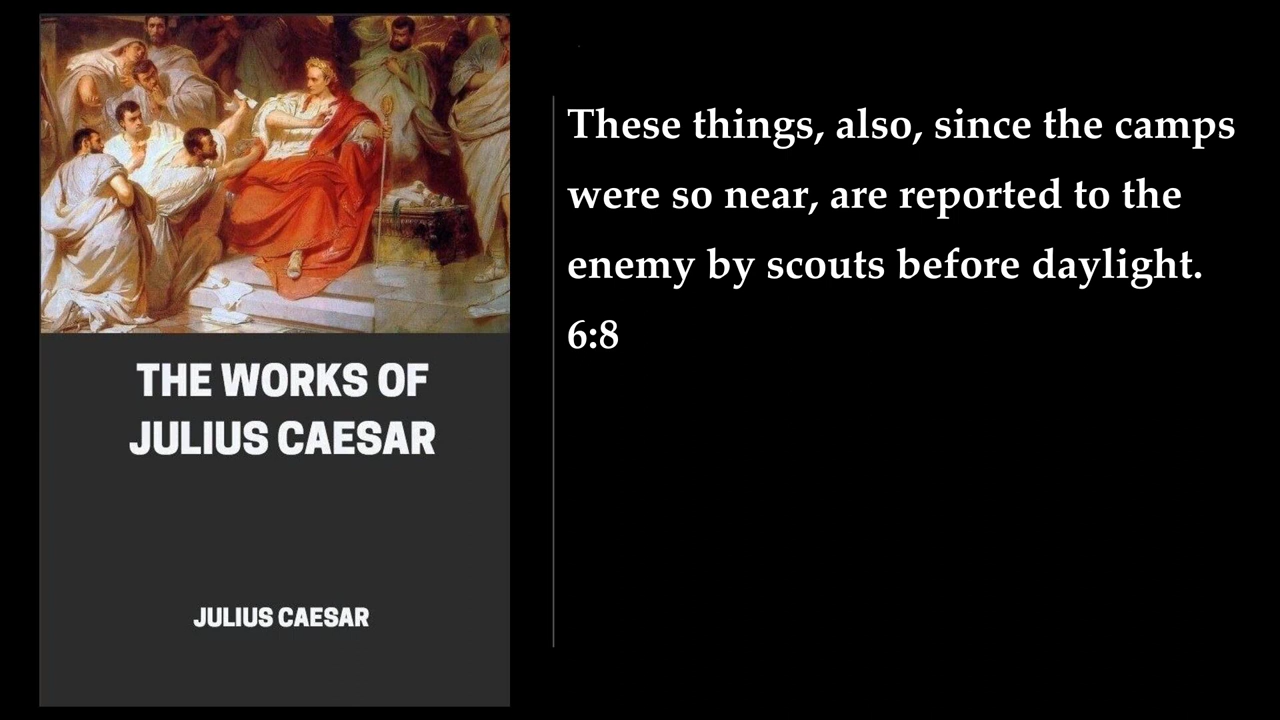 THE WORKS OF
JULIUS CAESAR
JULIUS CAESAR
These things, also, since the camps
were so near, are reported to the
enemy by scouts before daylight.
6:8